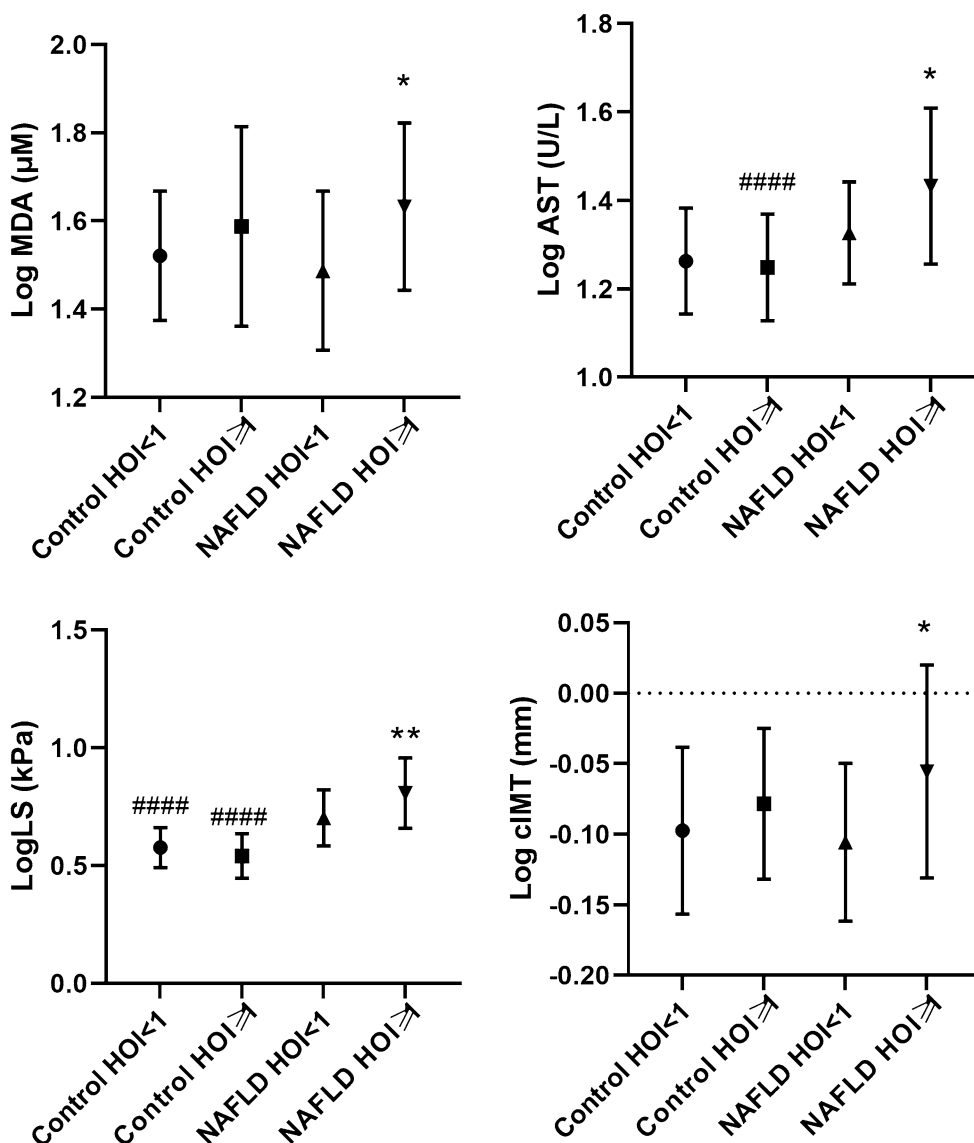 Log MDA (µM)
2.0
1.8
1.6
1.4
1.2
*
Control HOI<1
Control HOI⩾1
NAFLD HOI<1
NAFLD HOI⩾1
Log AST (U/L)
1.8
1.6
1.4
1.2
1.0
####
*
Control HOI<1
Control HOI⩾1
NAFLD HOI<1
NAFLD HOI⩾1
LogLS (kPa)
1.5
1.0
0.5
0.0
####
####
**
Control HOI<1
Control HOI⩾1
NAFLD HOI<1
NAFLD HOI⩾1
Log cIMT (mm)
0.05
0.00
-0.05
-0.10
-0.15
-0.20
*
Control HOI<1
Control HOI⩾1
NAFLD HOI<1
NAFLD HOI⩾1